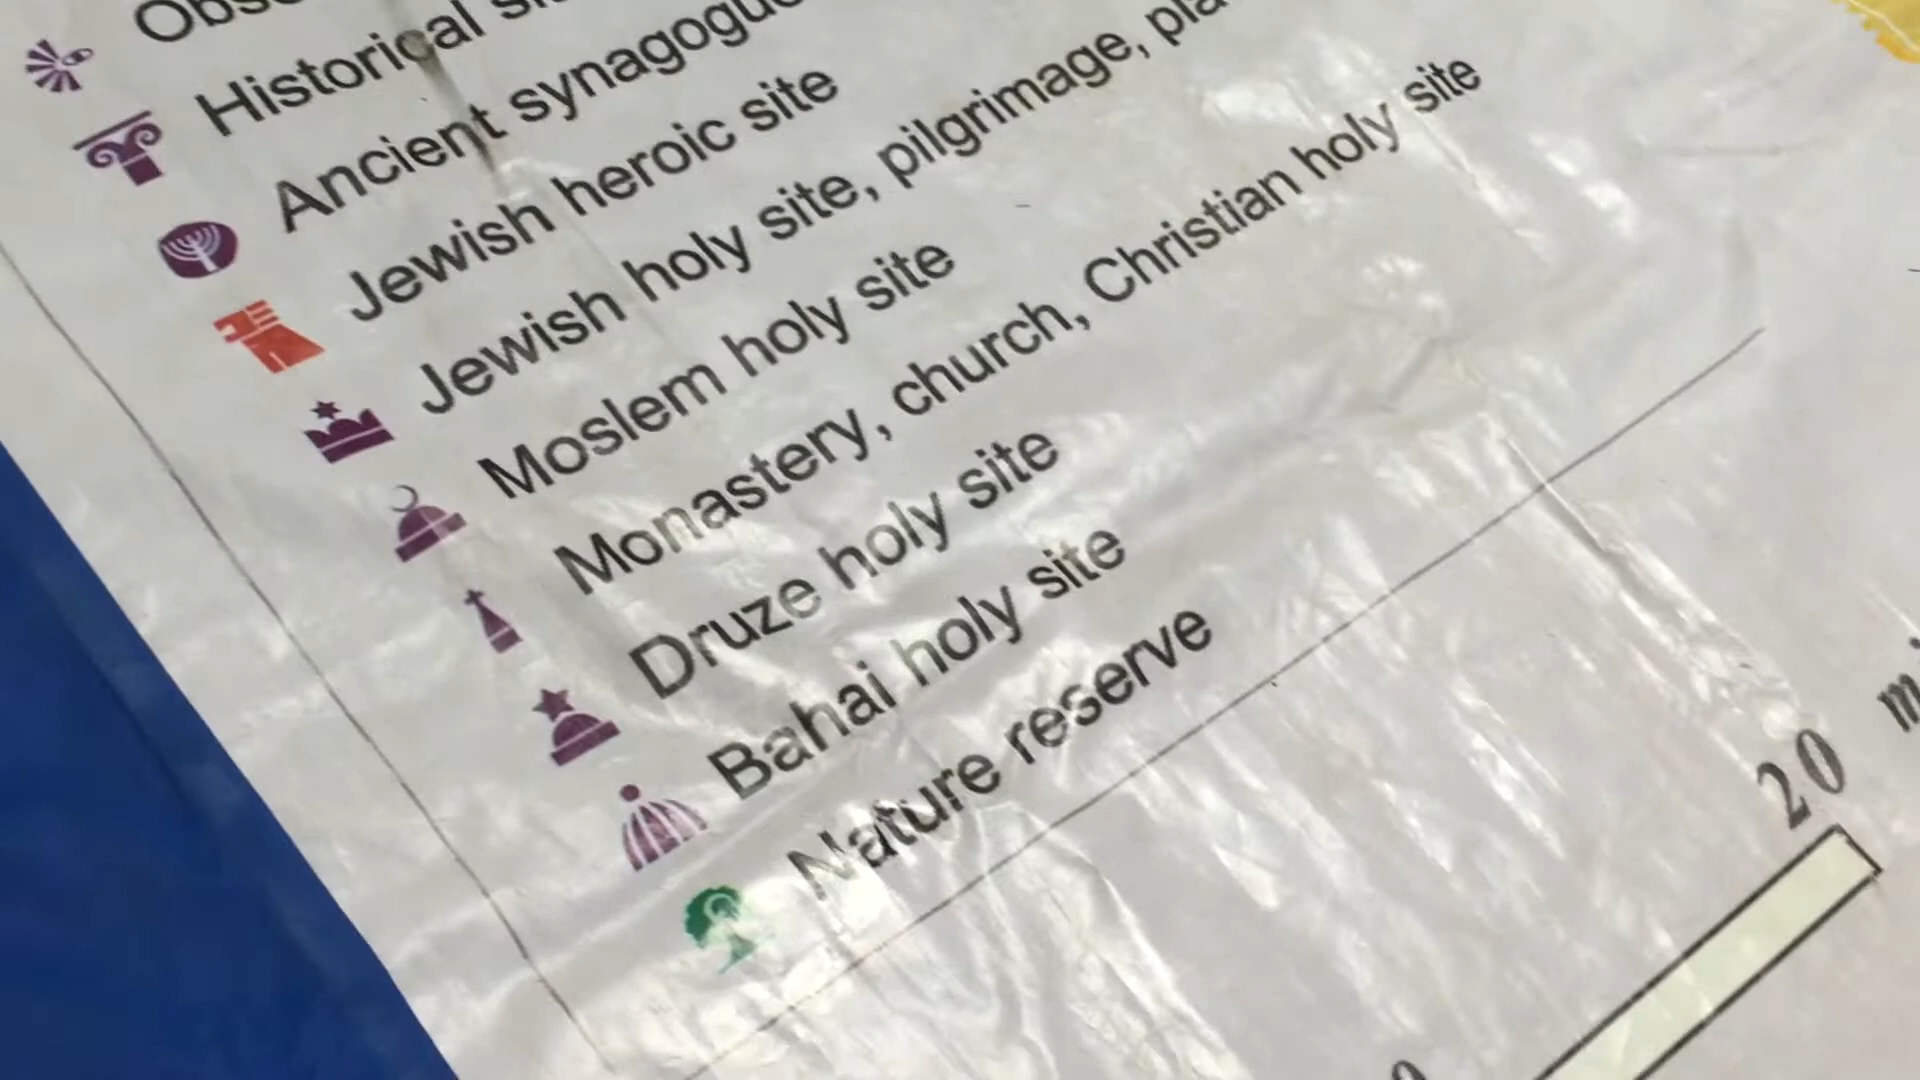 Historical
Ancient
Jewish heroic site
Jewish holy site, pilgrimage,
Moslem holy site
Monastery, church, Christian holy site
Druze holy site
Bahai holy site
Nature reserve
20